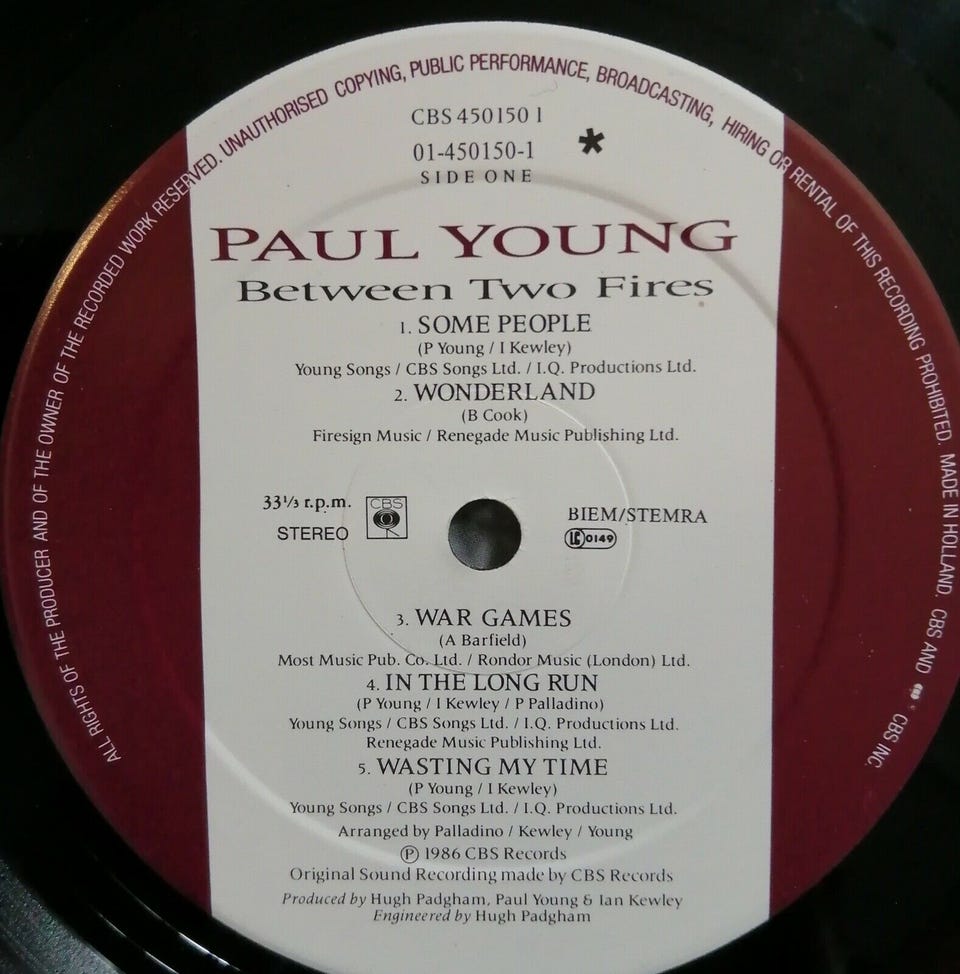 ALL RIGHTS OF THE PRODUCER AND OF THE OWNER OF THE RECORDED WORK RESERVED. UNAUTHORISED COPYING, PUBLIC PERFORMANCE, BROADCASTING, HIRING OR RENTAL OF THIS RECORDING PROHIBITED. MADE IN HOLLAND. CBS AND CBS INC.
CBS 450150 1
01-450150-1 *
SIDE ONE
PAUL YOUNG
Between Two Fires
1. SOME PEOPLE
(P Young / I Kewley)
Young Songs / CBS Songs Ltd. / I.Q. Productions Ltd.
2. WONDERLAND
(B Cook)
Firesign Music / Renegade Music Publishing Ltd.
33⅓ r.p.m.
STEREO
CBS
BIEM/STEMRA
LC 0149
3. WAR GAMES
(A Barfield)
Most Music Pub. Co. Ltd. / Rondor Music (London) Ltd.
4. IN THE LONG RUN
(P Young / I Kewley / P Palladino)
Young Songs / CBS Songs Ltd. / I.Q. Productions Ltd.
Renegade Music Publishing Ltd.
5. WASTING MY TIME
(P Young / I Kewley)
Young Songs / CBS Songs Ltd. / I.Q. Productions Ltd.
Arranged by Palladino / Kewley / Young
Ⓟ 1986 CBS Records
Original Sound Recording made by CBS Records
Produced by Hugh Padgham, Paul Young & Ian Kewley
Engineered by Hugh Padgham